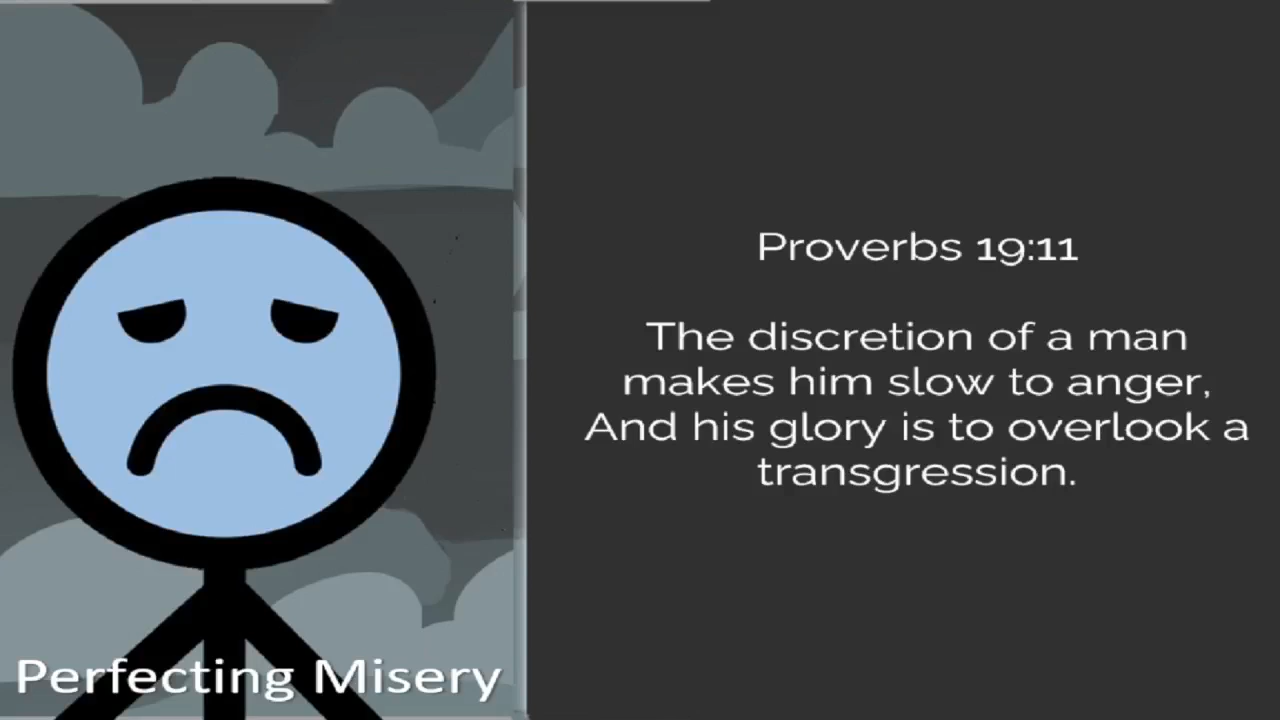 Proverbs 19:11
The discretion of a man
makes him slow to anger,
And his glory is to overlook a
transgression.
Perfecting Misery